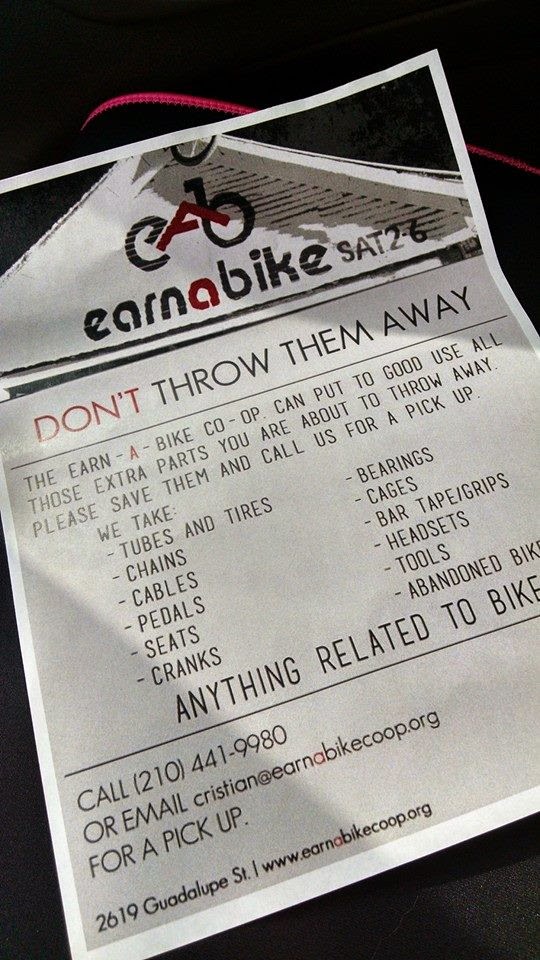 eAb
earnabike SAT 2-6
DON'T THROW THEM AWAY
THE EARN-A-BIKE CO-OP. CAN PUT TO GOOD USE ALL
THOSE EXTRA PARTS YOU ARE ABOUT TO THROW AWAY.
PLEASE SAVE THEM AND CALL US FOR A PICK UP.
WE TAKE:
- TUBES AND TIRES
- CHAINS
- CABLES
- PEDALS
- SEATS
- CRANKS
- BEARINGS
- CAGES
- BAR TAPE/GRIPS
- HEADSETS
- TOOLS
- ABANDONED BIKE
ANYTHING RELATED TO BIKE
CALL (210) 441-9980
OR EMAIL cristian@earnabikecoop.org
FOR A PICK UP.
2619 Guadalupe St. | www.earnabikecoop.org